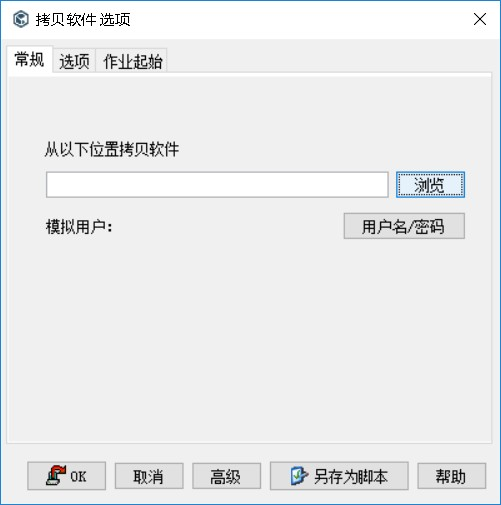 拷贝软件 选项
常规 选项 作业起始
从以下位置拷贝软件
浏览
模拟用户: 用户名/密码
OK 取消 高级 另存为脚本 帮助